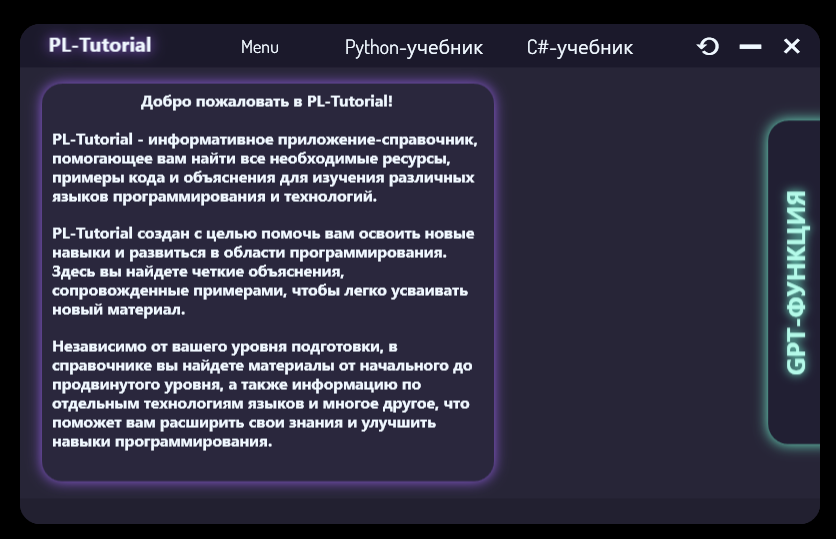 PL-Tutorial
Menu
Python-учебник
C#-учебник
Добро пожаловать в PL-Tutorial!
PL-Tutorial - информативное приложение-справочник,
помогающее вам найти все необходимые ресурсы,
примеры кода и объяснения для изучения различных
языков программирования и технологий.
PL-Tutorial создан с целью помочь вам освоить новые
навыки и развиться в области программирования.
Здесь вы найдете четкие объяснения,
сопровожденные примерами, чтобы легко усваивать
новый материал.
Независимо от вашего уровня подготовки, в
справочнике вы найдете материалы от начального до
продвинутого уровня, а также информацию по
отдельным технологиям языков и многое другое, что
поможет вам расширить свои знания и улучшить
навыки программирования.
GPT-ФУНКЦИЯ